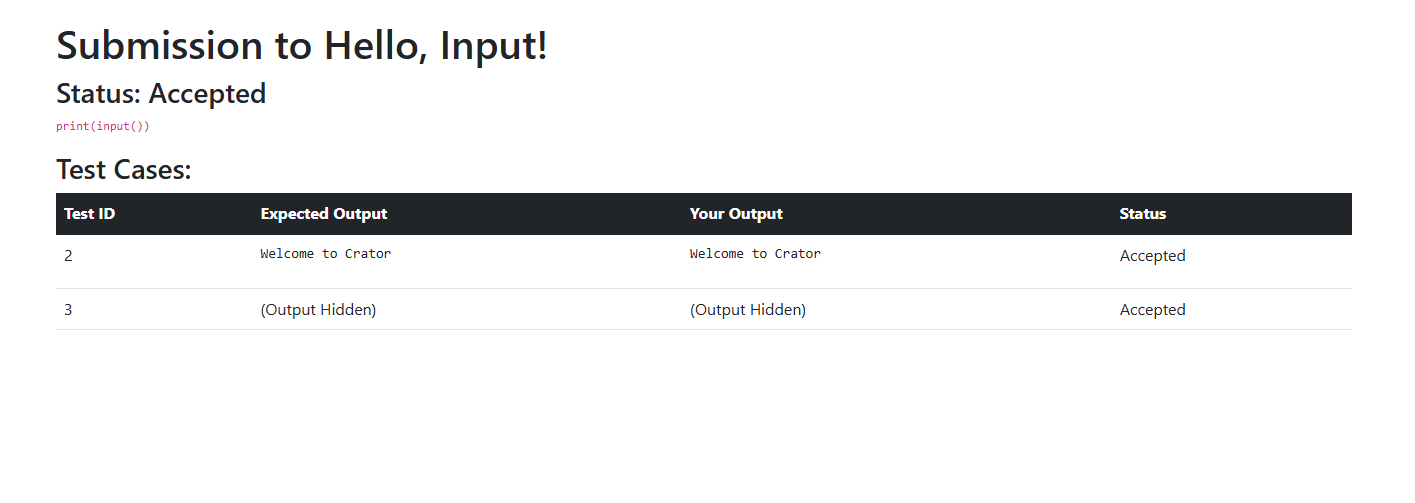 Submission to Hello, Input!
Status: Accepted
print(input())
Test Cases:
Test ID Expected Output Your Output Status
2 Welcome to Crator Welcome to Crator Accepted
3 (Output Hidden) (Output Hidden) Accepted